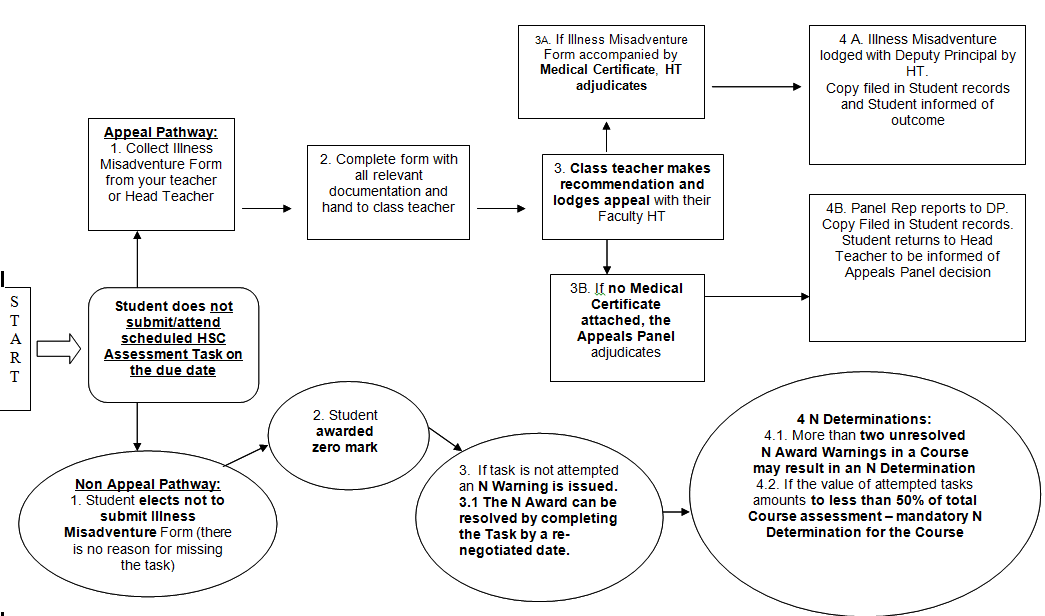 S
T
A
R
T
Student does not
submit/attend
scheduled HSC
Assessment Task on
the due date
Appeal Pathway:
1. Collect Illness
Misadventure Form
from your teacher
or Head Teacher
2. Complete form with
all relevant
documentation and
hand to class teacher
3. Class teacher makes
recommendation and
lodges appeal with their
Faculty HT
3A. If Illness Misadventure
Form accompanied by
Medical Certificate, HT
adjudicates
4 A. Illness Misadventure
lodged with Deputy Principal by
HT.
Copy filed in Student records
and Student informed of
outcome
3B. If no Medical
Certificate
attached, the
Appeals Panel
adjudicates
4B. Panel Rep reports to DP.
Copy Filed in Student records.
Student returns to Head
Teacher to be informed of
Appeals Panel decision
Non Appeal Pathway:
1. Student elects not to
submit Illness
Misadventure Form (there
is no reason for missing
the task)
2. Student
awarded
zero mark
3. If task is not attempted
an N Warning is issued.
3.1 The N Award can be
resolved by completing
the Task by a re-
negotiated date.
4 N Determinations:
4.1. More than two unresolved
N Award Warnings in a Course
may result in an N Determination
4.2. If the value of attempted tasks
amounts to less than 50% of total
Course assessment – mandatory N
Determination for the Course